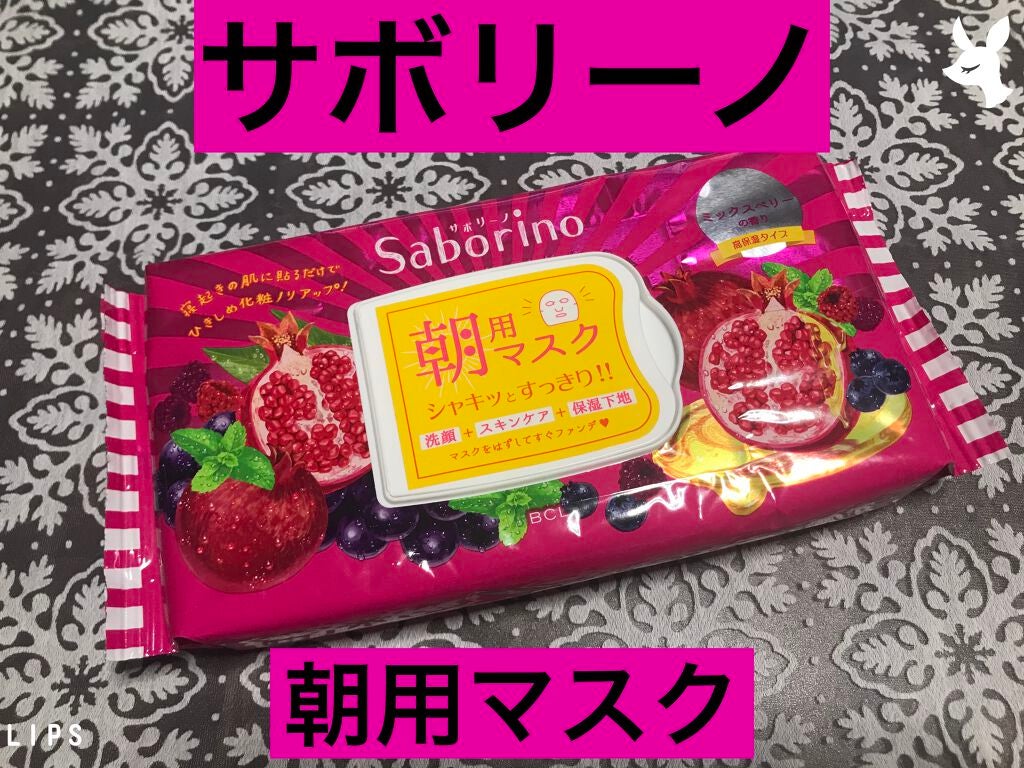 サボリーノ
サボリーノ
Saborino
ミックスベリー
の香り
高保湿タイプ
寝起きの肌に貼るだけで
ひきしめ化粧ノリアップ!
朝用マスク
シャキッとすっきり!!
洗顔+スキンケア+保湿下地
マスクをはずしてすぐファンデ♥
BCL
朝用マスク
LIPS